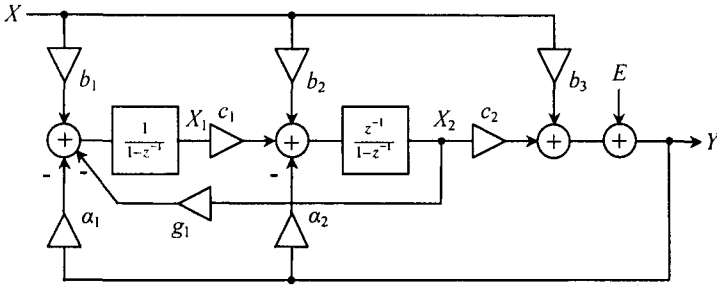 X
b₁
b₂
b₃
E
1
1–z⁻¹
X₁
c₁
z⁻¹
1–z⁻¹
X₂
c₂
+
+
+
+
Y
-
-
-
α₁
g₁
α₂